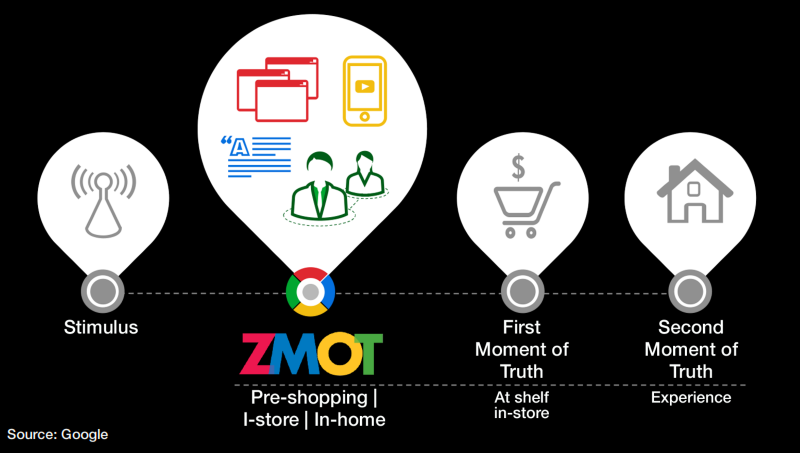 “A
$
Stimulus
ZMOT
Pre-shopping |
I-store | In-home
First
Moment of
Truth
At shelf
in-store
Second
Moment of
Truth
Experience
Source: Google